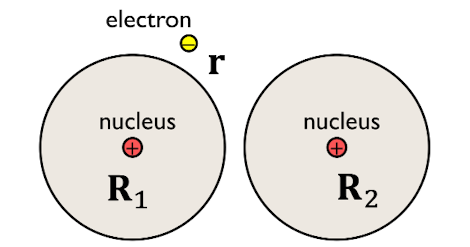 electron
−
r
nucleus
nucleus
+
+
R₁
R₂